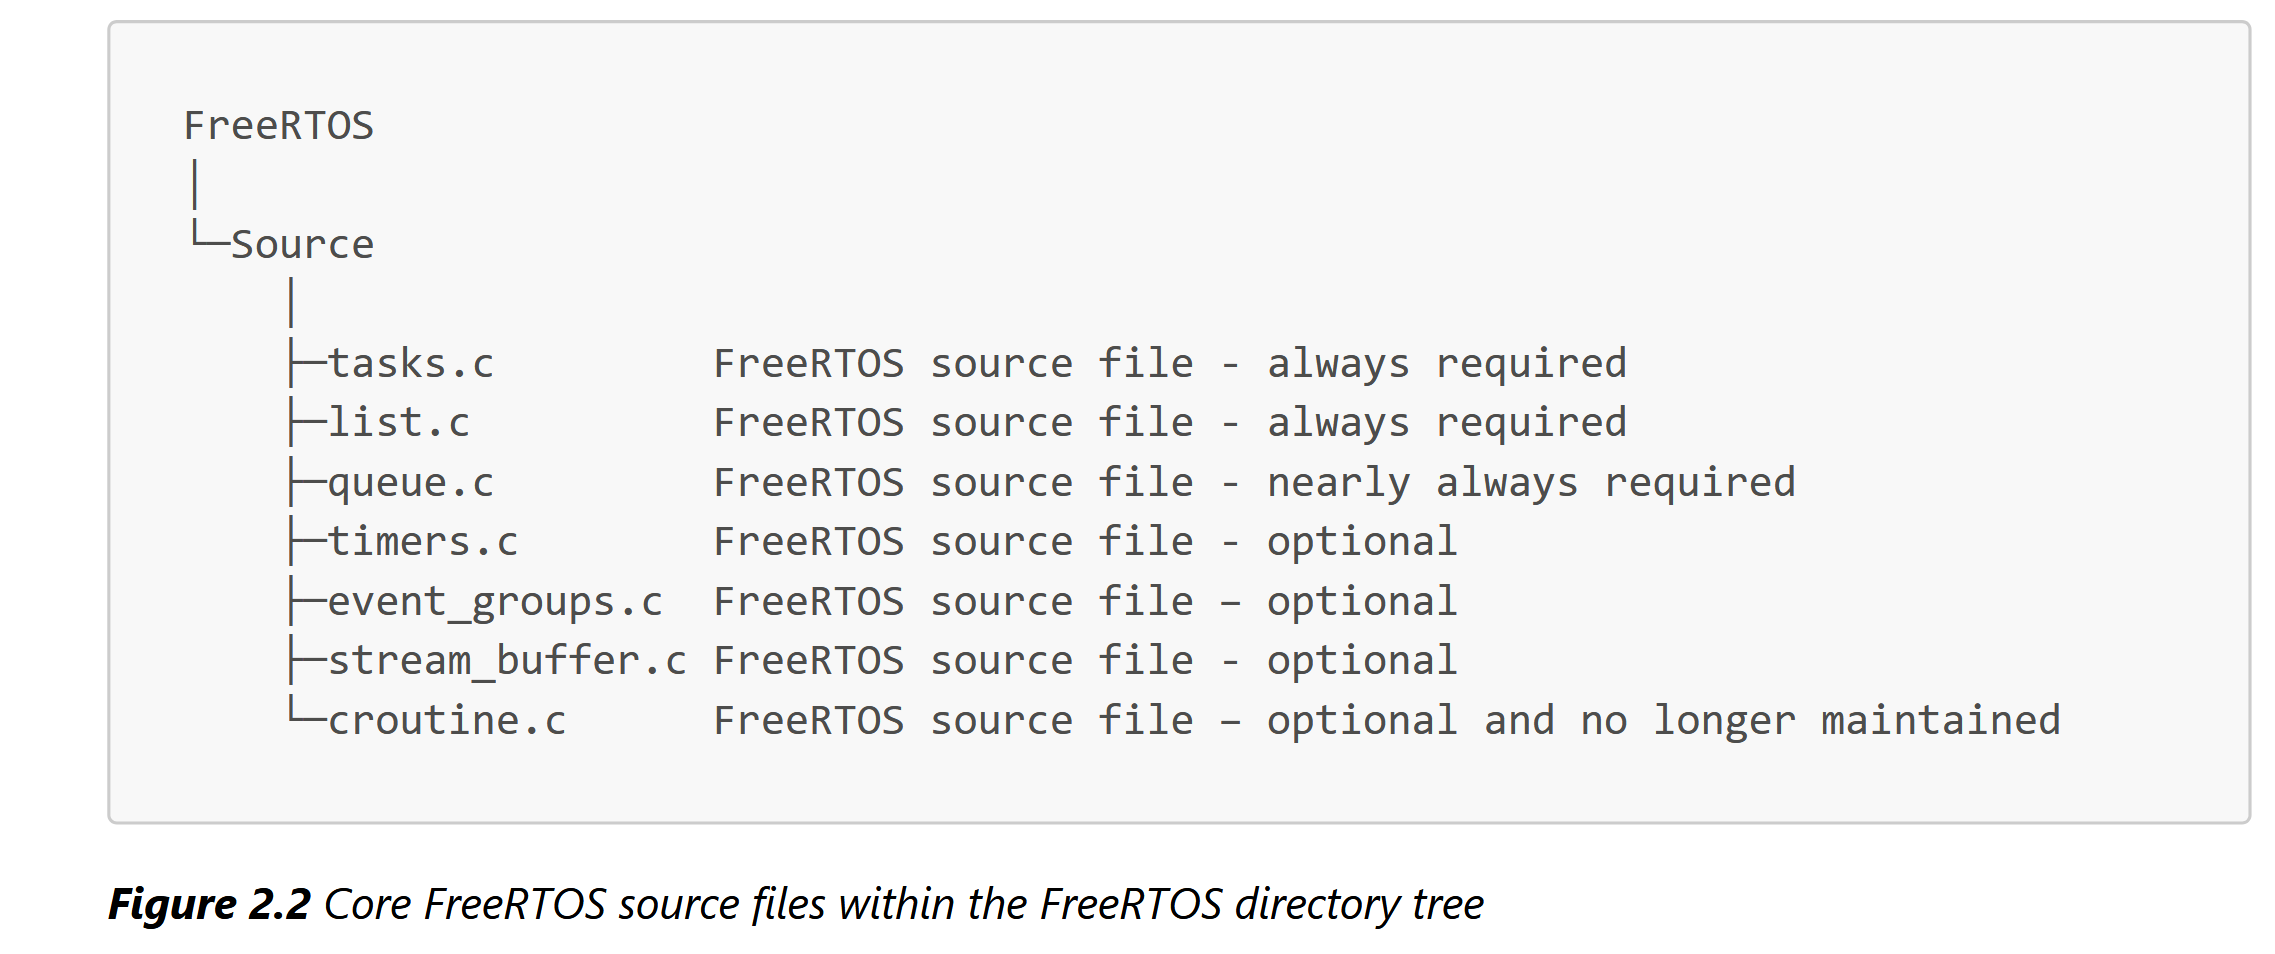 FreeRTOS
│
└─Source
    │
    ├─tasks.c         FreeRTOS source file - always required
    ├─list.c          FreeRTOS source file - always required
    ├─queue.c         FreeRTOS source file - nearly always required
    ├─timers.c        FreeRTOS source file - optional
    ├─event_groups.c  FreeRTOS source file – optional
    ├─stream_buffer.c FreeRTOS source file - optional
    └─croutine.c      FreeRTOS source file – optional and no longer maintained
Figure 2.2 Core FreeRTOS source files within the FreeRTOS directory tree